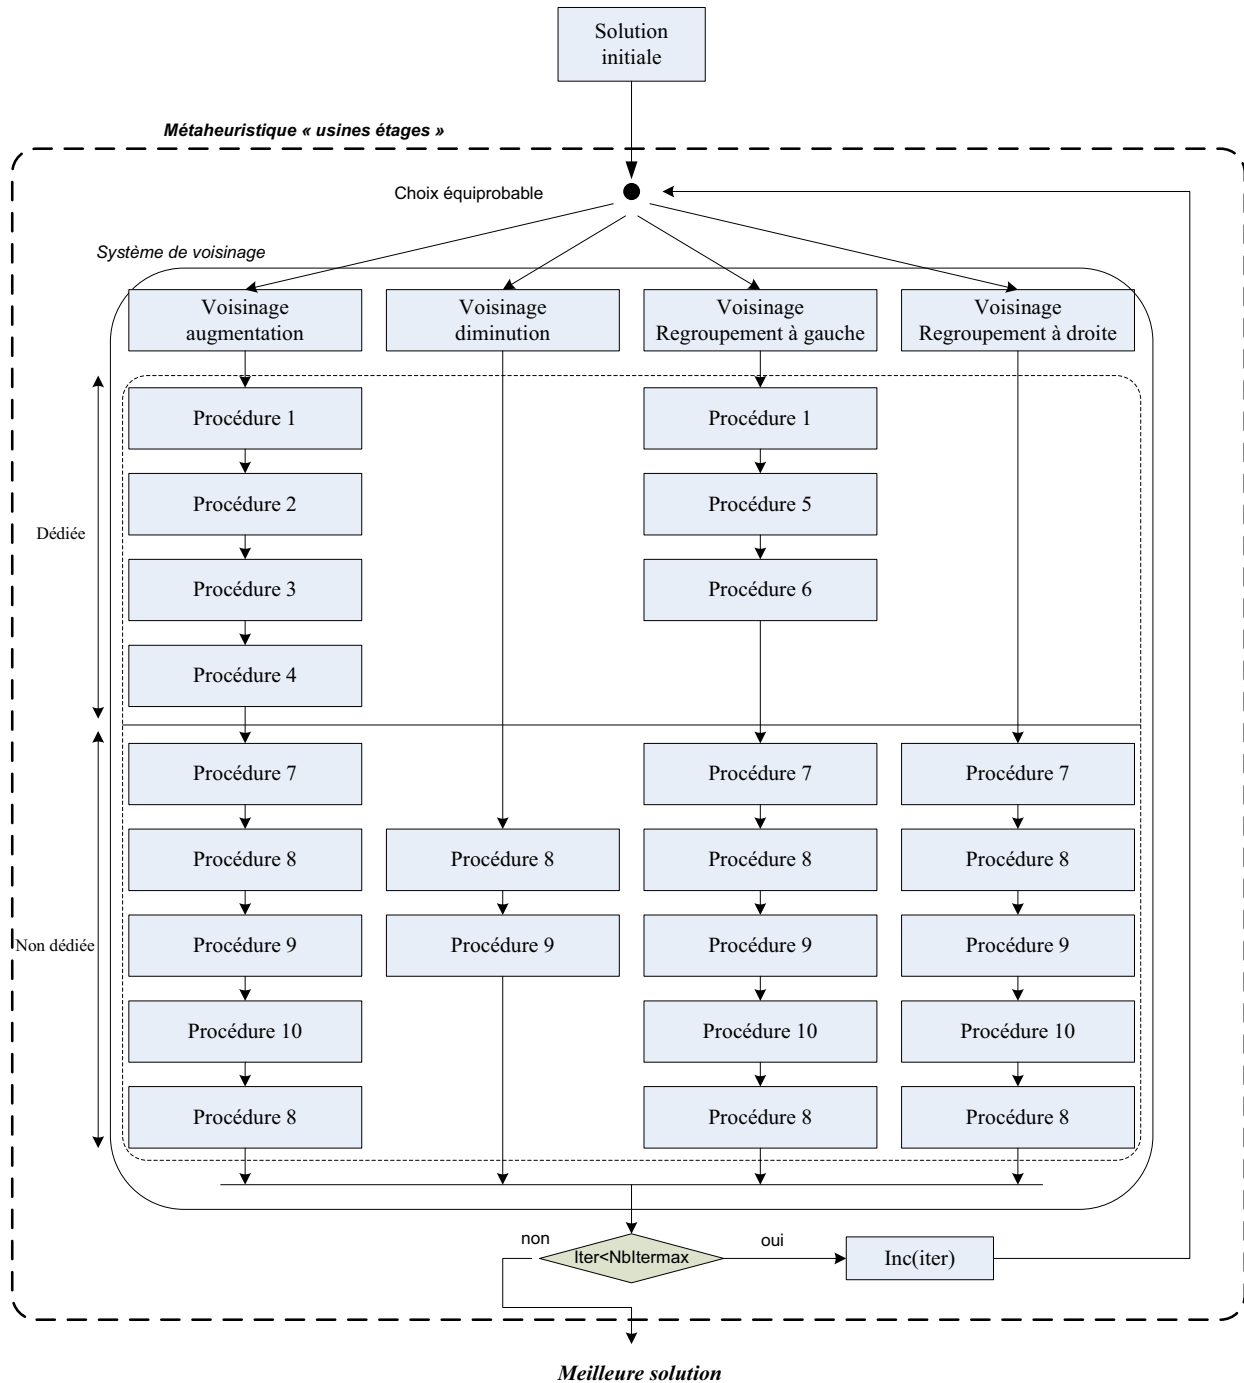 Solution
initiale
Métaheuristique « usines étages »
Choix équiprobable
Système de voisinage
Voisinage
augmentation
Voisinage
diminution
Voisinage
Regroupement à gauche
Voisinage
Regroupement à droite
Procédure 1
Procédure 1
Procédure 2
Procédure 5
Dédiée
Procédure 3
Procédure 6
Procédure 4
Procédure 7
Procédure 7
Procédure 7
Procédure 8
Procédure 8
Procédure 8
Procédure 8
Non dédiée
Procédure 9
Procédure 9
Procédure 9
Procédure 9
Procédure 10
Procédure 10
Procédure 10
Procédure 8
Procédure 8
Procédure 8
non
Iter<NbItermax
oui
Inc(iter)
Meilleure solution